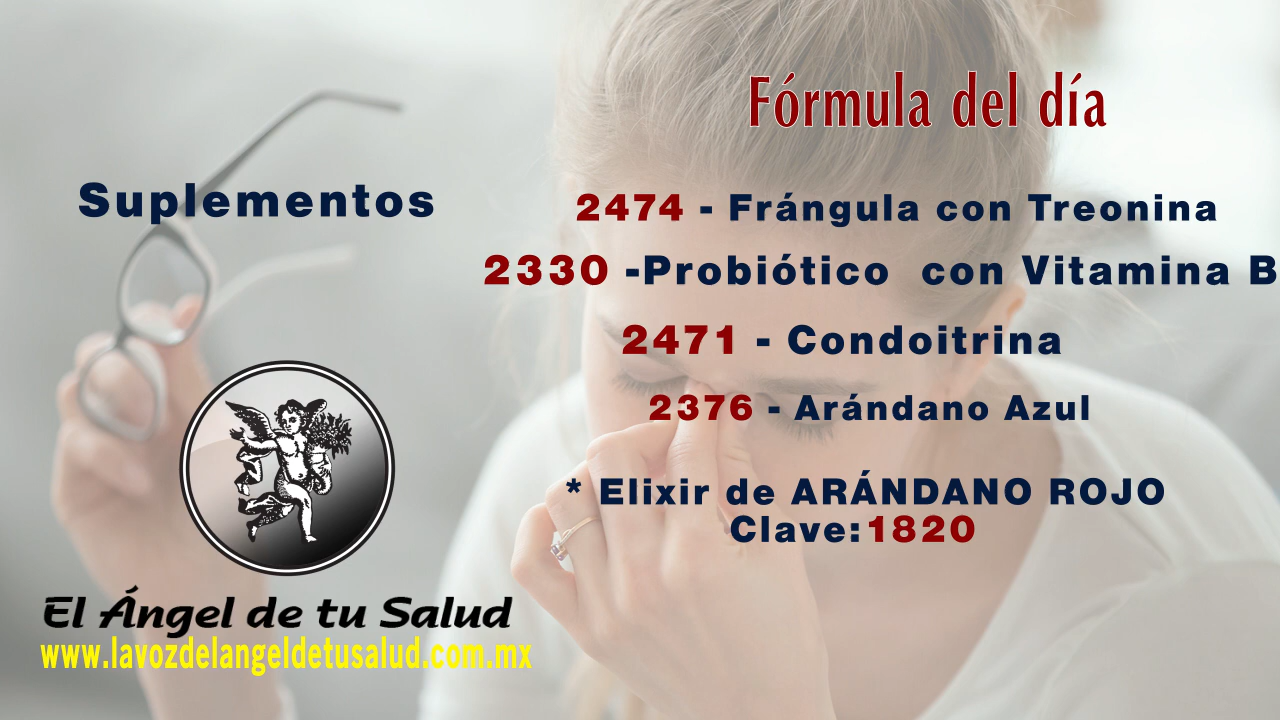 Fórmula del día
Suplementos
2474 - Frángula con Treonina
2330 -Probiótico con Vitamina B
2471 - Condoitrina
2376 - Arándano Azul
* Elixir de ARÁNDANO ROJO
Clave:1820
El Ángel de tu Salud
www.lavozdelangeldetusalud.com.mx